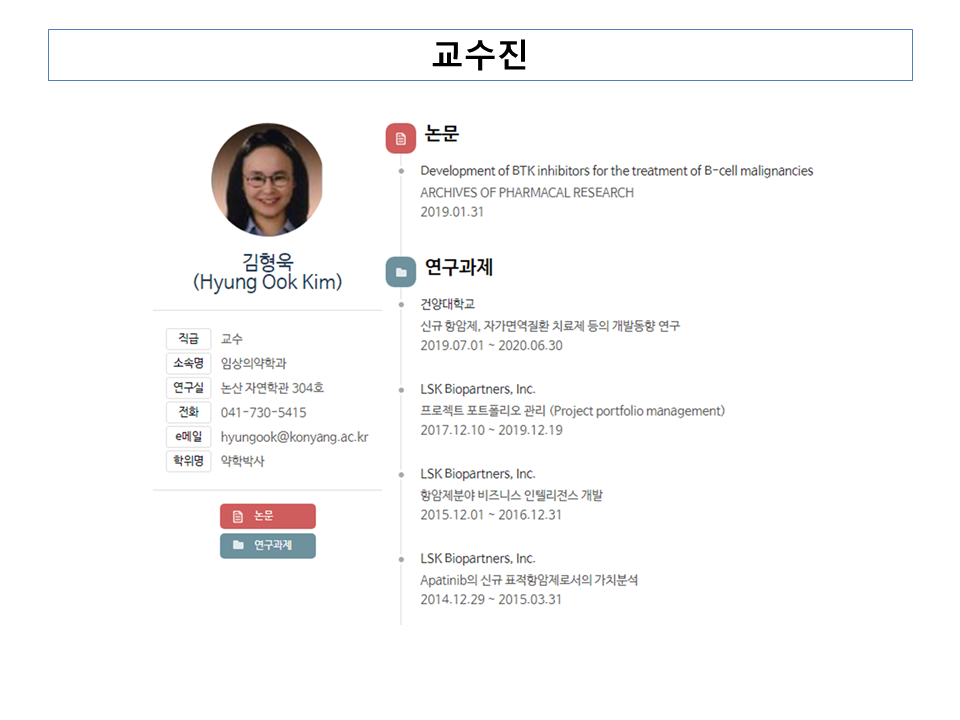 교수진
김형욱
(Hyung Ook Kim)
직급 교수
소속명 임상의약학과
연구실 논산 자연학관 304호
전화 041-730-5415
e메일 hyungook@konyang.ac.kr
학위명 약학박사
논문
연구과제
논문
Development of BTK inhibitors for the treatment of B-cell malignancies
ARCHIVES OF PHARMACAL RESEARCH
2019.01.31
연구과제
건양대학교
신규 항암제, 자가면역질환 치료제 등의 개발동향 연구
2019.07.01 ~ 2020.06.30
LSK Biopartners, Inc.
프로젝트 포트폴리오 관리 (Project portfolio management)
2017.12.10 ~ 2019.12.19
LSK Biopartners, Inc.
항암제분야 비즈니스 인텔리젼스 개발
2015.12.01 ~ 2016.12.31
LSK Biopartners, Inc.
Apatinib의 신규 표적항암제로서의 가치분석
2014.12.29 ~ 2015.03.31